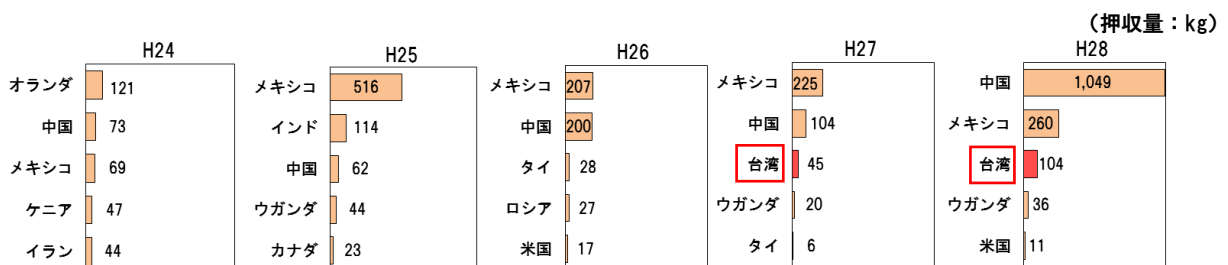 （押収量：kg）
H24
オランダ 121
中国 73
メキシコ 69
ケニア 47
イラン 44
H25
メキシコ 516
インド 114
中国 62
ウガンダ 44
カナダ 23
H26
メキシコ 207
中国 200
タイ 28
ロシア 27
米国 17
H27
メキシコ 225
中国 104
台湾 45
ウガンダ 20
タイ 6
H28
中国 1,049
メキシコ 260
台湾 104
ウガンダ 36
米国 11